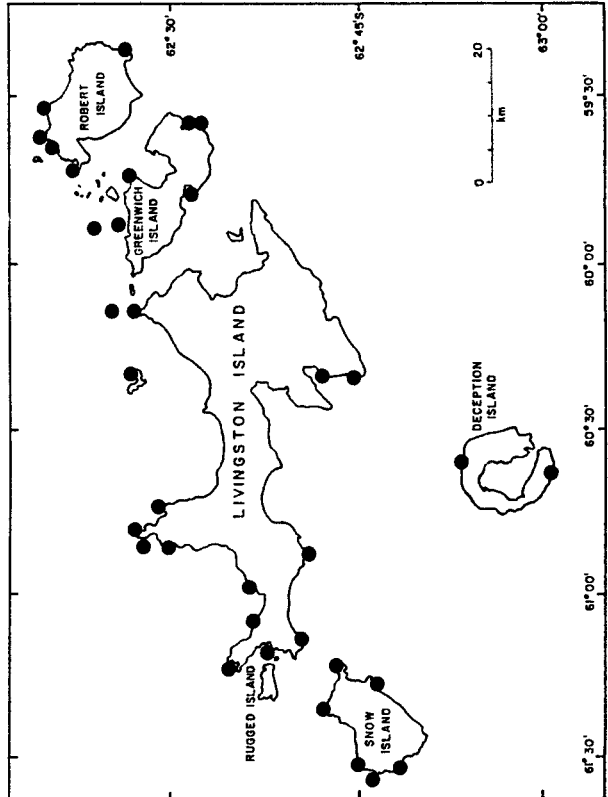 62° 30'
62° 45'S
63° 00'
ROBERT
ISLAND
GREENWICH
ISLAND
LIVINGSTON ISLAND
DECEPTION
ISLAND
RUGGED ISLAND
SNOW
ISLAND
0
km
20
59° 30'
60° 00'
60° 30'
61° 00'
61° 30'